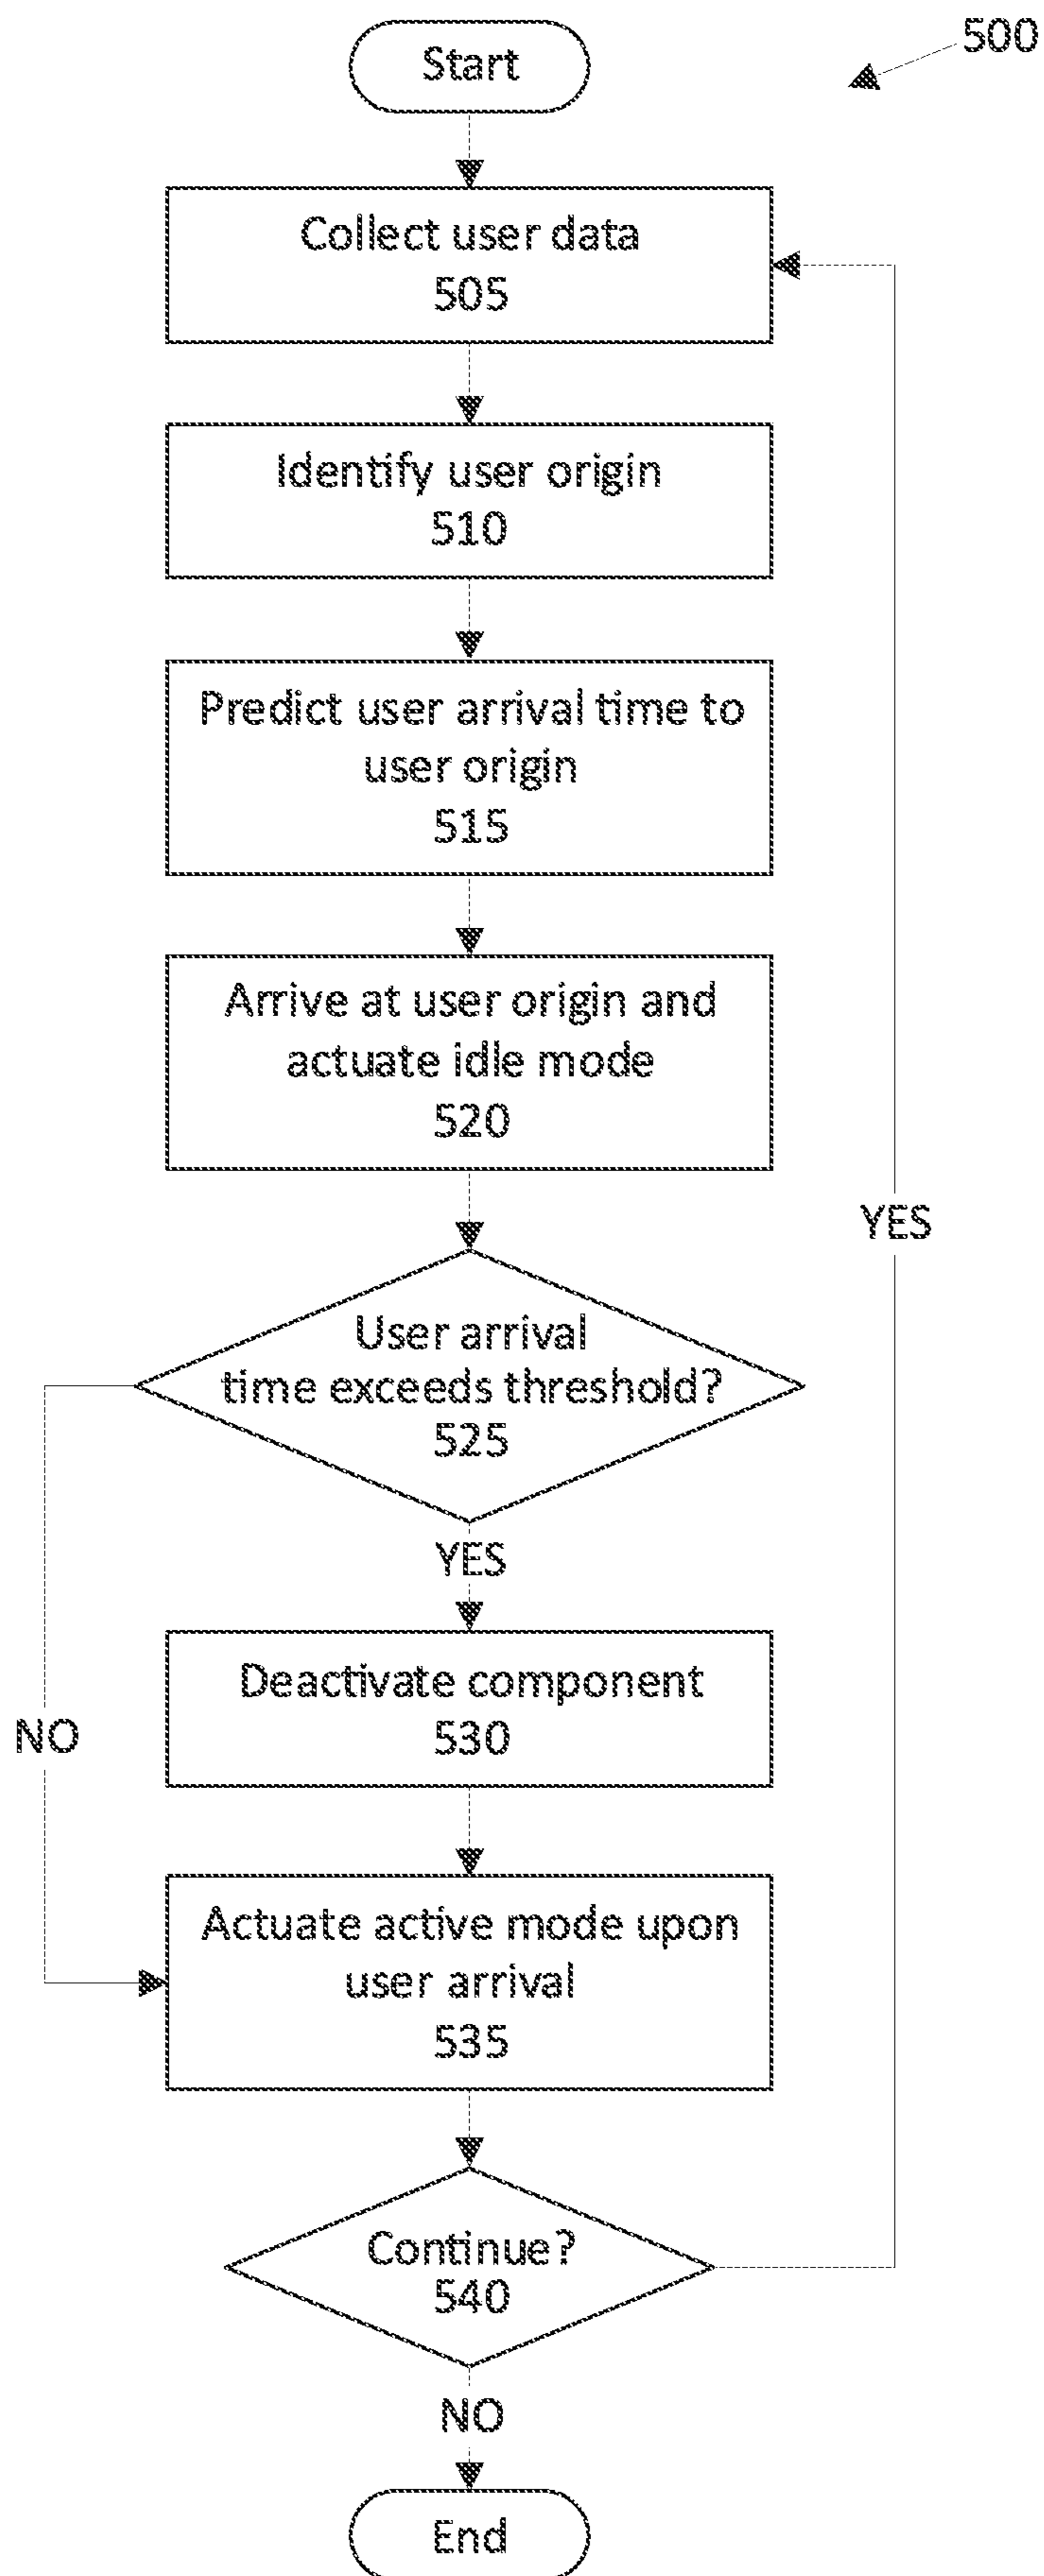 500
Start
Collect user data
505
Identify user origin
510
Predict user arrival time to
user origin
515
Arrive at user origin and
actuate idle mode
520
User arrival
time exceeds threshold?
525
YES
YES
Deactivate component
530
NO
Actuate active mode upon
user arrival
535
Continue?
540
NO
End